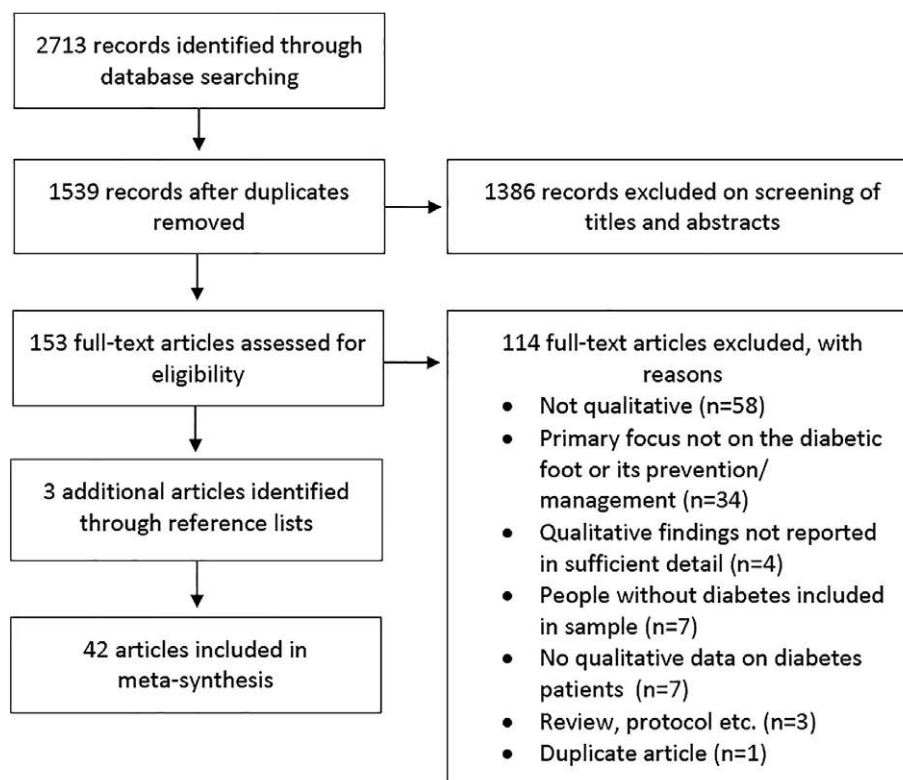 2713 records identified through
database searching
1539 records after duplicates
removed
1386 records excluded on screening of
titles and abstracts
153 full-text articles assessed for
eligibility
114 full-text articles excluded, with
reasons
• Not qualitative (n=58)
• Primary focus not on the diabetic
foot or its prevention/
management (n=34)
• Qualitative findings not reported
in sufficient detail (n=4)
• People without diabetes included
in sample (n=7)
• No qualitative data on diabetes
patients (n=7)
• Review, protocol etc. (n=3)
• Duplicate article (n=1)
3 additional articles identified
through reference lists
42 articles included in
meta-synthesis